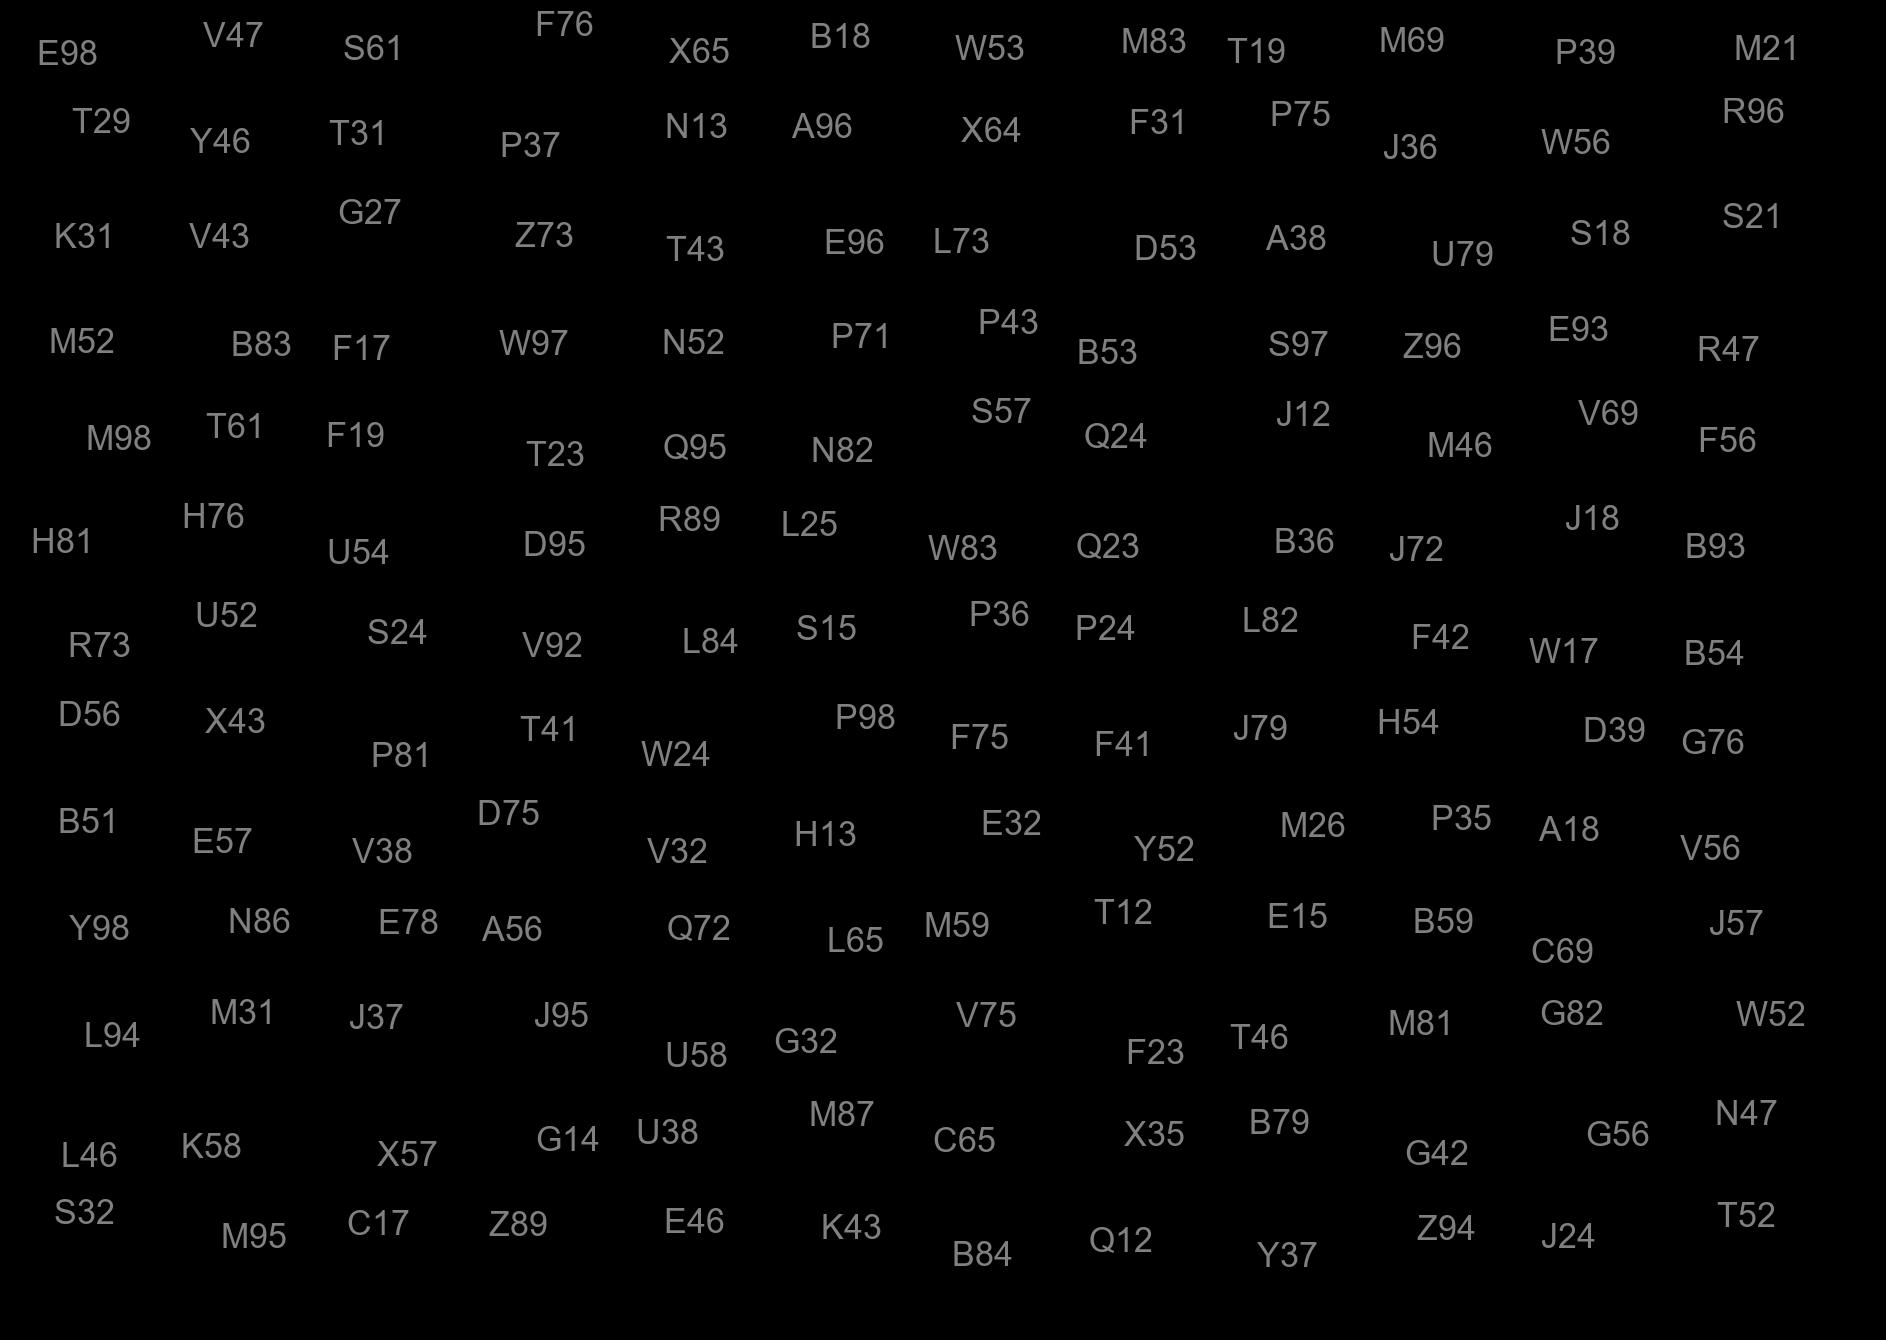 E98 V47 S61 F76 X65 B18 W53 M83 T19 M69 P39 M21
T29 Y46 T31 P37 N13 A96 X64 F31 P75 J36 W56 R96
K31 V43 G27 Z73 T43 E96 L73 D53 A38 U79 S18 S21
M52 B83 F17 W97 N52 P71 P43 B53 S97 Z96 E93 R47
M98 T61 F19 T23 Q95 N82 S57 Q24 J12 M46 V69 F56
H81 H76 U54 D95 R89 L25 W83 Q23 B36 J72 J18 B93
R73 U52 S24 V92 L84 S15 P36 P24 L82 F42 W17 B54
D56 X43 P81 T41 W24 P98 F75 F41 J79 H54 D39 G76
B51 E57 V38 D75 V32 H13 E32 Y52 M26 P35 A18 V56
Y98 N86 E78 A56 Q72 L65 M59 T12 E15 B59 C69 J57
L94 M31 J37 J95 U58 G32 V75 F23 T46 M81 G82 W52
L46 K58 X57 G14 U38 M87 C65 X35 B79 G42 G56 N47
S32 M95 C17 Z89 E46 K43 B84 Q12 Y37 Z94 J24 T52